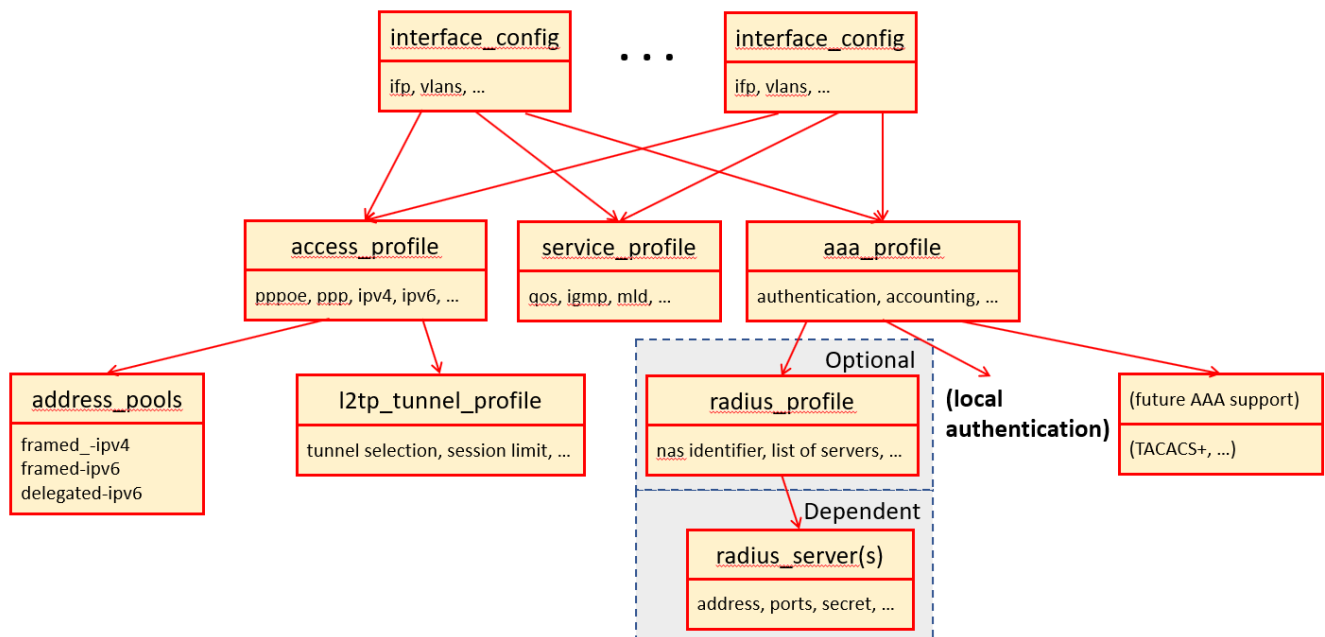 interface_config
ifp, vlans, ...
. . .
interface_config
ifp, vlans, ...
access_profile
pppoe, ppp, ipv4, ipv6, ...
service_profile
qos, igmp, mld, ...
aaa_profile
authentication, accounting, ...
address_pools
framed_-ipv4
framed-ipv6
delegated-ipv6
l2tp_tunnel_profile
tunnel selection, session limit, ...
Optional
radius_profile
nas identifier, list of servers, ...
(local
authentication)
(future AAA support)
(TACACS+, ...)
Dependent
radius_server(s)
address, ports, secret, ...